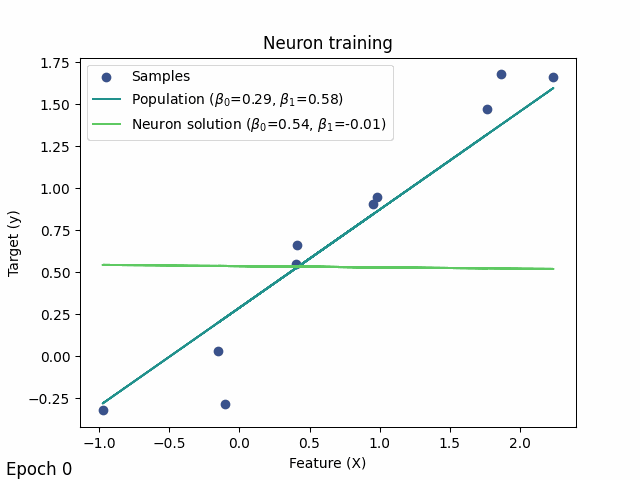 Neuron training
Samples
Population (β₀=0.29, β₁=0.58)
Neuron solution (β₀=0.54, β₁=-0.01)
Target (y)
1.75
1.50
1.25
1.00
0.75
0.50
0.25
0.00
−0.25
−1.0 −0.5 0.0 0.5 1.0 1.5 2.0
Feature (X)
Epoch 0